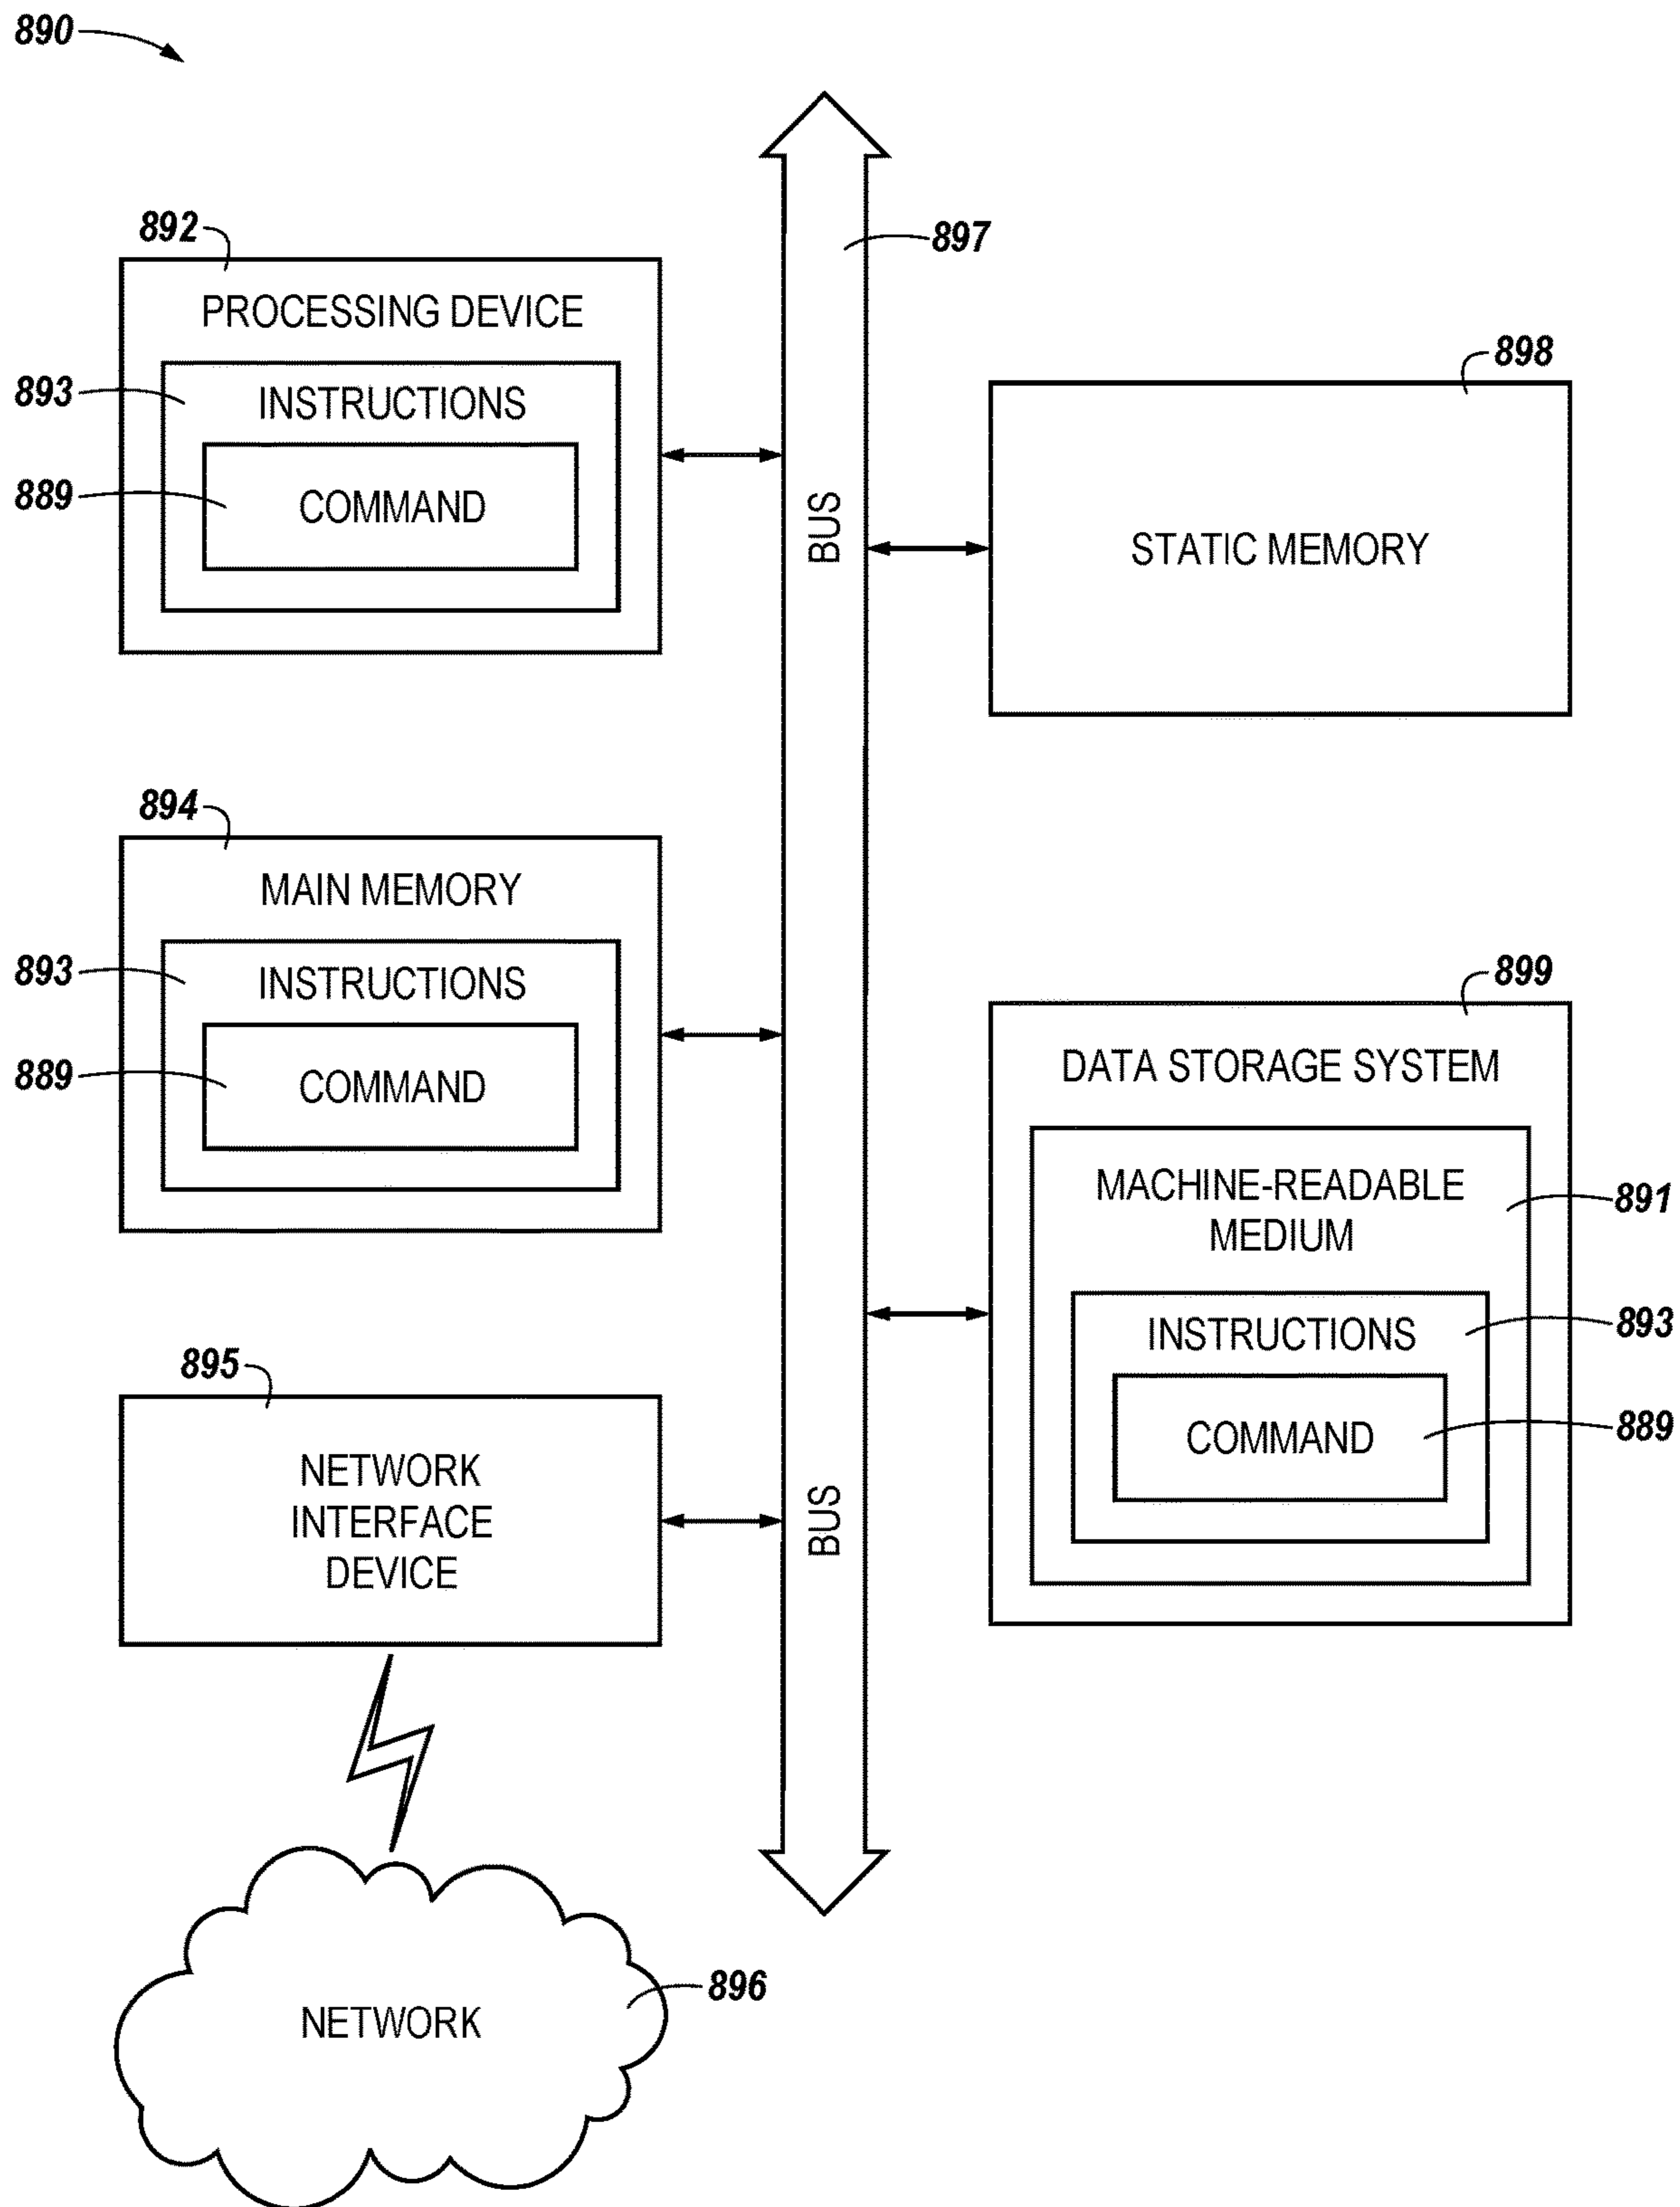 890
892
PROCESSING DEVICE
893
INSTRUCTIONS
889
COMMAND
894
MAIN MEMORY
893
INSTRUCTIONS
889
COMMAND
895
NETWORK
INTERFACE
DEVICE
NETWORK
896
897
BUS
BUS
898
STATIC MEMORY
899
DATA STORAGE SYSTEM
MACHINE-READABLE
MEDIUM
891
INSTRUCTIONS
893
COMMAND
889